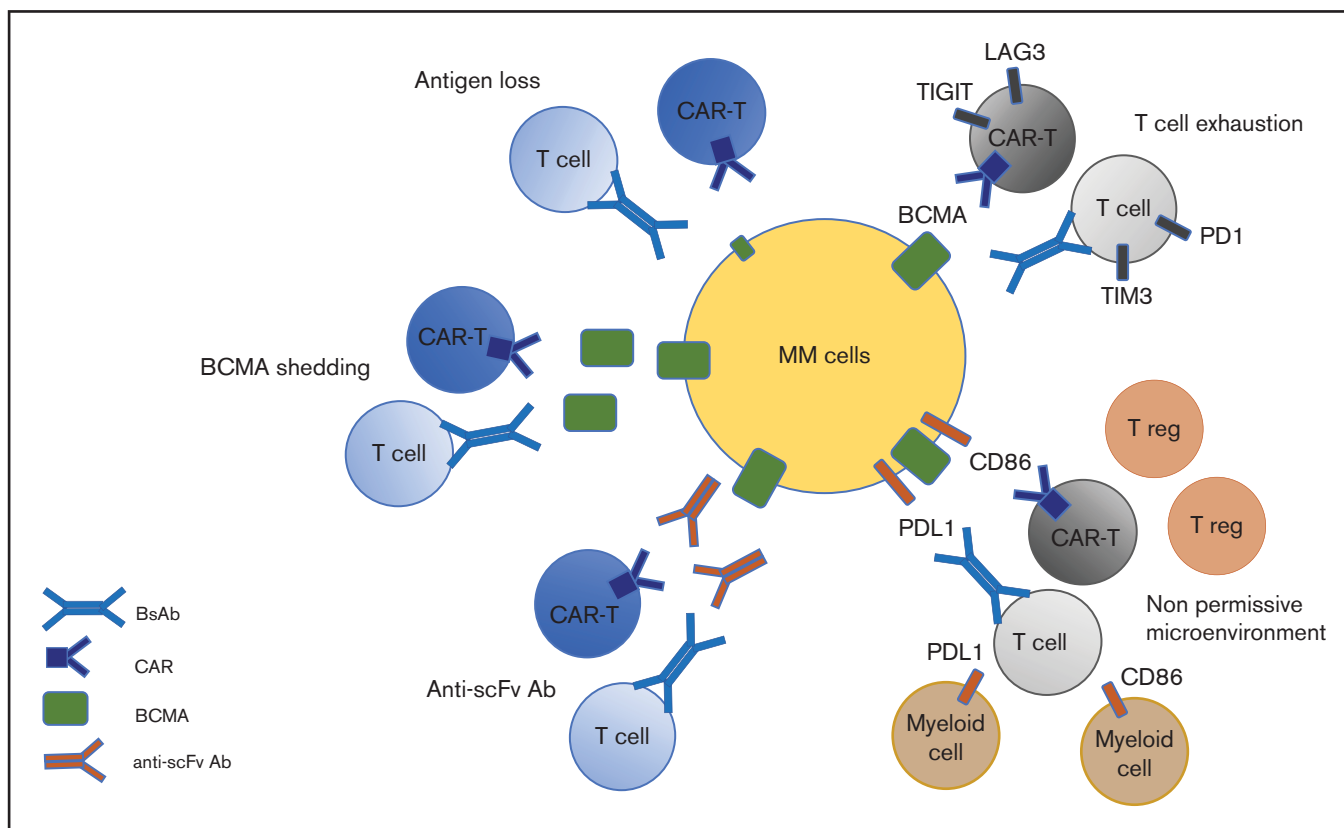 Antigen loss
T cell
CAR-T
LAG3
TIGIT
CAR-T
T cell exhaustion
T cell
BCMA
PD1
TIM3
CAR-T
BCMA shedding
T cell
MM cells
CD86
T reg
T reg
PDL1
CAR-T
Non permissive
microenvironment
T cell
PDL1
CD86
Myeloid
cell
Myeloid
cell
CAR-T
Anti-scFv Ab
T cell
BsAb
CAR
BCMA
anti-scFv Ab